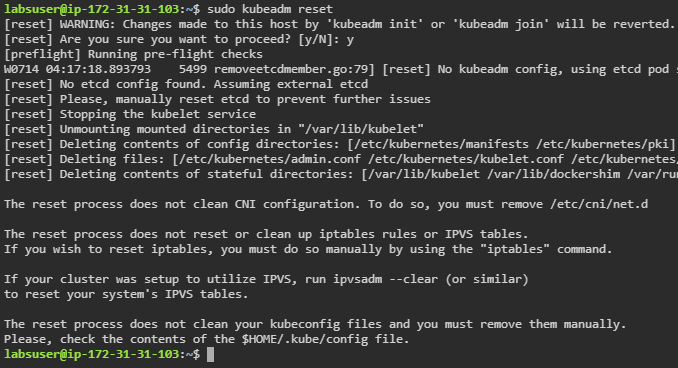 labsuser@ip-172-31-31-103:~$ sudo kubeadm reset
[reset] WARNING: Changes made to this host by 'kubeadm init' or 'kubeadm join' will be reverted.
[reset] Are you sure you want to proceed? [y/N]: y
[preflight] Running pre-flight checks
W0714 04:17:18.893793    5499 removeetcdmember.go:79] [reset] No kubeadm config, using etcd pod s
[reset] No etcd config found. Assuming external etcd
[reset] Please, manually reset etcd to prevent further issues
[reset] Stopping the kubelet service
[reset] Unmounting mounted directories in "/var/lib/kubelet"
[reset] Deleting contents of config directories: [/etc/kubernetes/manifests /etc/kubernetes/pki]
[reset] Deleting files: [/etc/kubernetes/admin.conf /etc/kubernetes/kubelet.conf /etc/kubernetes/
[reset] Deleting contents of stateful directories: [/var/lib/kubelet /var/lib/dockershim /var/run
The reset process does not clean CNI configuration. To do so, you must remove /etc/cni/net.d
The reset process does not reset or clean up iptables rules or IPVS tables.
If you wish to reset iptables, you must do so manually by using the "iptables" command.
If your cluster was setup to utilize IPVS, run ipvsadm --clear (or similar)
to reset your system's IPVS tables.
The reset process does not clean your kubeconfig files and you must remove them manually.
Please, check the contents of the $HOME/.kube/config file.
labsuser@ip-172-31-31-103:~$